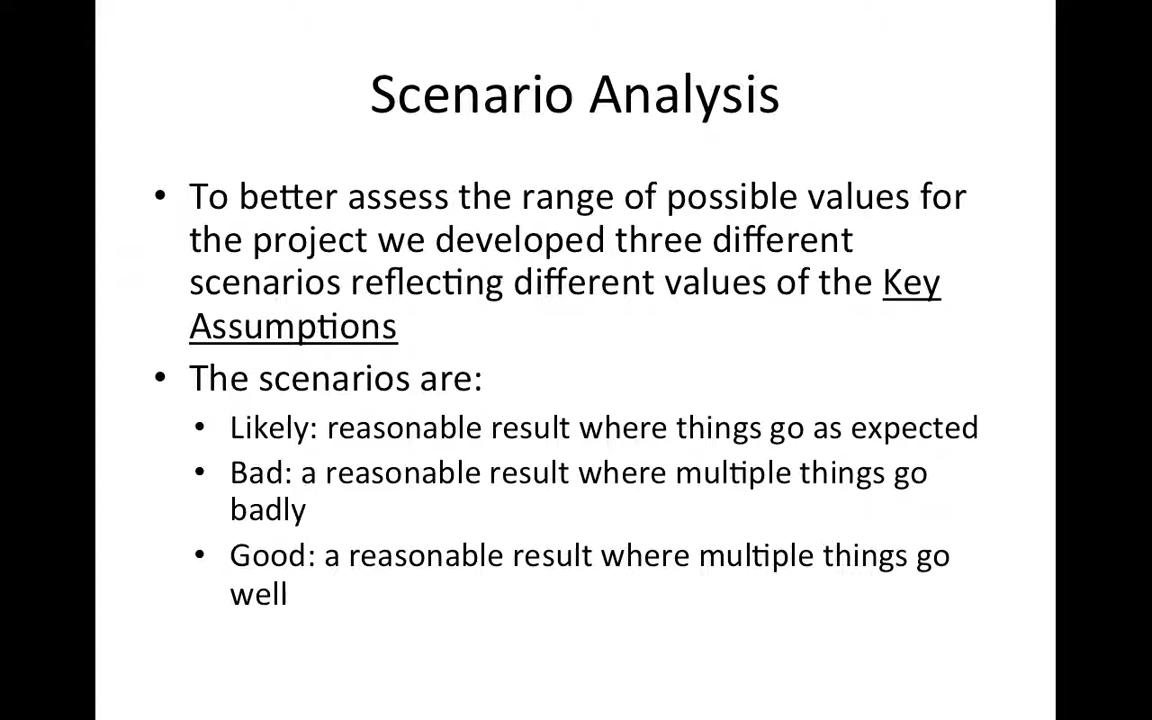 Scenario Analysis
• To better assess the range of possible values for
the project we developed three different
scenarios reflecting different values of the Key
Assumptions
• The scenarios are:
• Likely: reasonable result where things go as expected
• Bad: a reasonable result where multiple things go
badly
• Good: a reasonable result where multiple things go
well